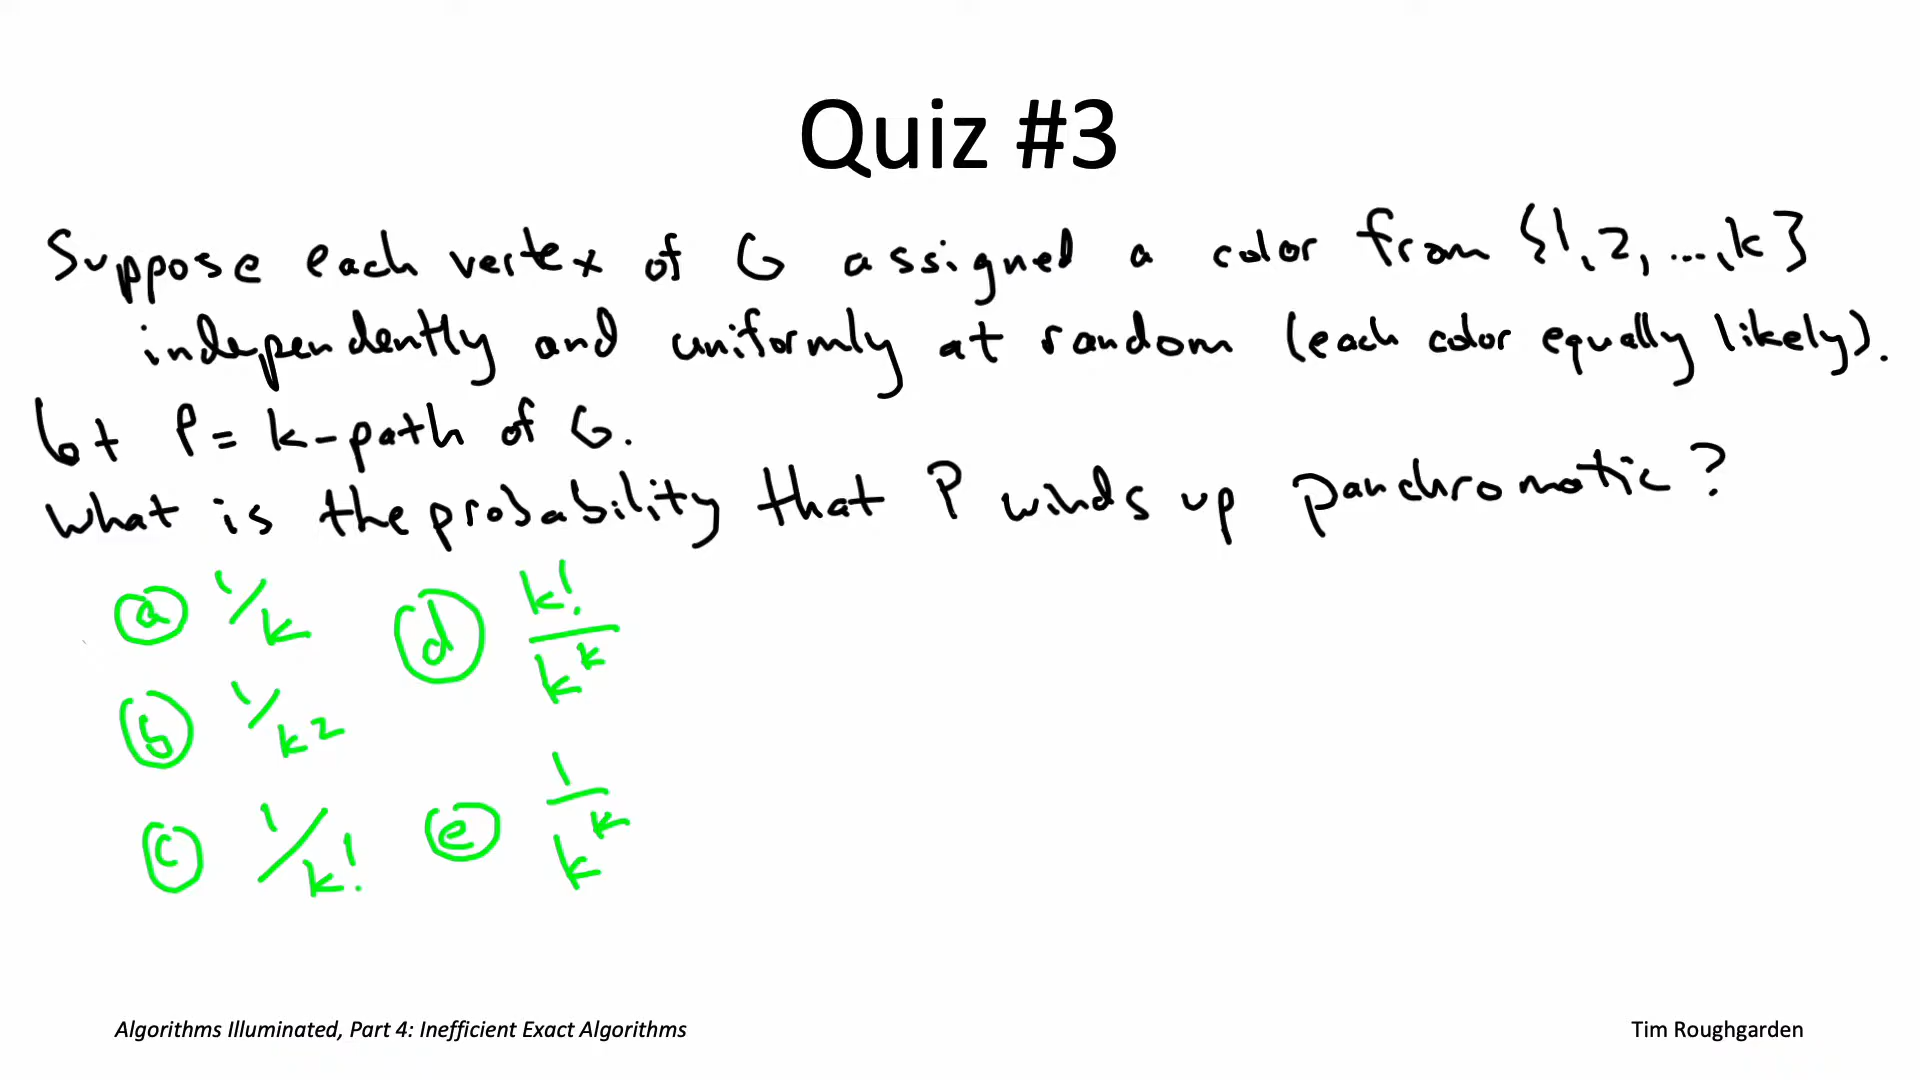 Quiz #3
Suppose each vertex of G assigned a color from {1,2,...,k}
independently and uniformly at random (each color equally likely).
Let P = k-path of G.
What is the probability that P winds up panchromatic?
(a) 1/k
(d) k!/k^k
(b) 1/k^2
(c) 1/k!
(e) 1/k^k
Algorithms Illuminated, Part 4: Inefficient Exact Algorithms
Tim Roughgarden